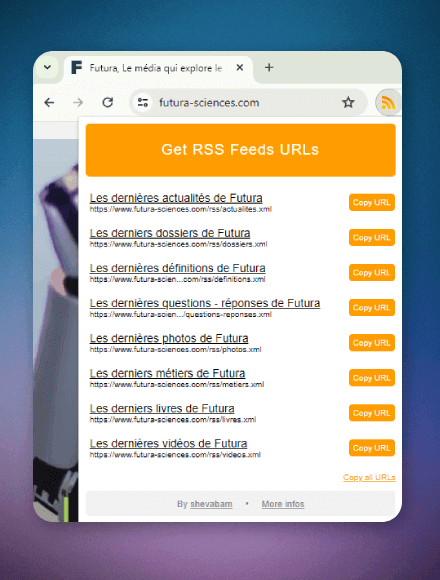 Futura, Le média qui explore le
futura-sciences.com
Get RSS Feeds URLs
Les dernières actualités de Futura
https://www.futura-sciences.com/rss/actualites.xml
Copy URL
Les derniers dossiers de Futura
https://www.futura-sciences.com/rss/dossiers.xml
Copy URL
Les dernières définitions de Futura
https://www.futura-scien...com/rss/definitions.xml
Copy URL
Les dernières questions - réponses de Futura
https://www.futura-scien.../questions-reponses.xml
Copy URL
Les dernières photos de Futura
https://www.futura-sciences.com/rss/photos.xml
Copy URL
Les derniers métiers de Futura
https://www.futura-sciences.com/rss/metiers.xml
Copy URL
Les derniers livres de Futura
https://www.futura-sciences.com/rss/livres.xml
Copy URL
Les dernières vidéos de Futura
https://www.futura-sciences.com/rss/videos.xml
Copy URL
Copy all URLs
By shevabam • More infos